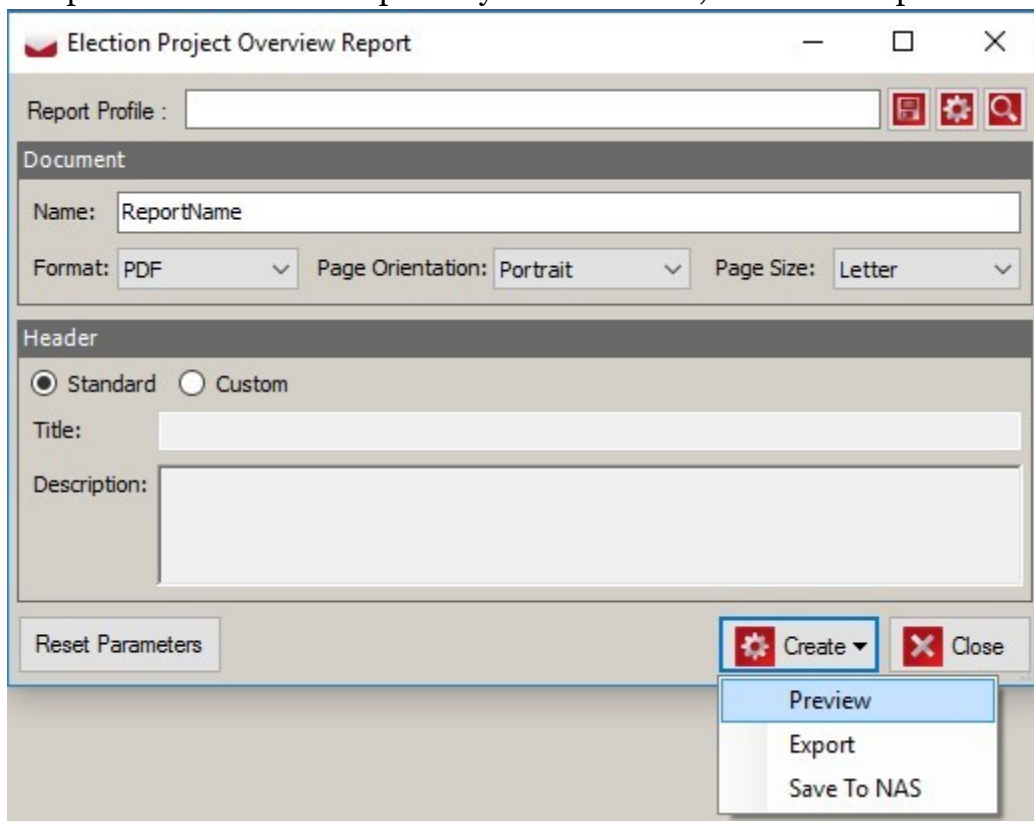 Election Project Overview Report
Report Profile :
Document
Name: ReportName
Format: PDF Page Orientation: Portrait Page Size: Letter
Header
Standard Custom
Title:
Description:
Reset Parameters Create Close
Preview
Export
Save To NAS